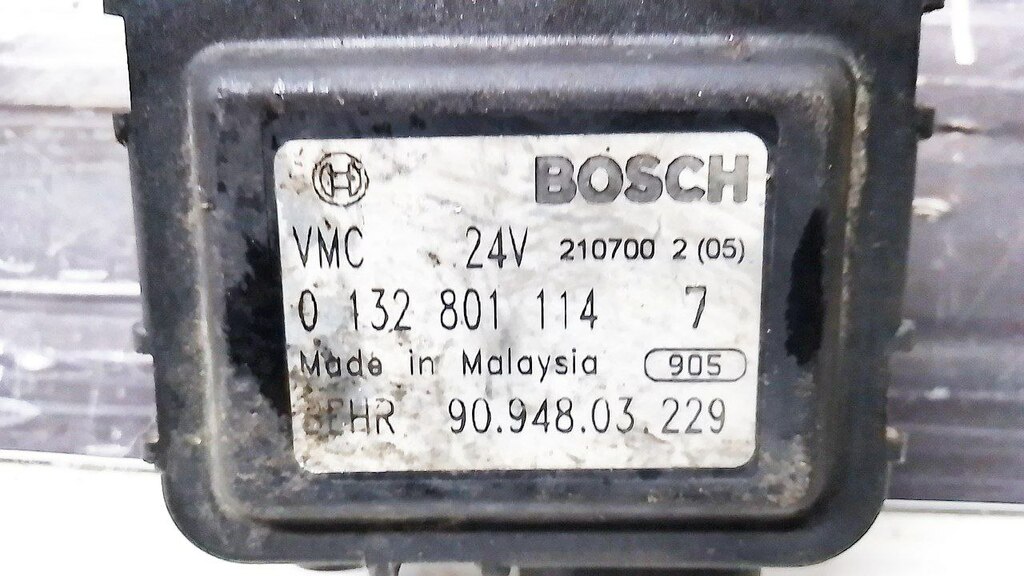 BOSCH
VMC 24V 210700 2 (05)
0 132 801 114 7
Made in Malaysia 905
BEHR 90.948.03.229